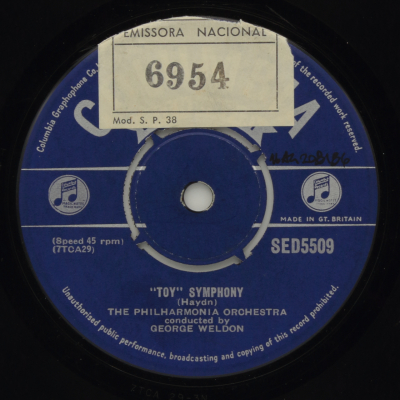 EMISSORA NACIONAL
6954
Mod. S. P. 38
Columbia Graphophone Co.
of the recorded work
MADE IN GT. BRITAIN
(Speed 45 rpm)
(7TCA29)
SED5509
"TOY" SYMPHONY
(Haydn)
THE PHILHARMONIA ORCHESTRA
conducted by
GEORGE WELDON
Unauthorised public performance, broadcasting and copying of this record prohibited.